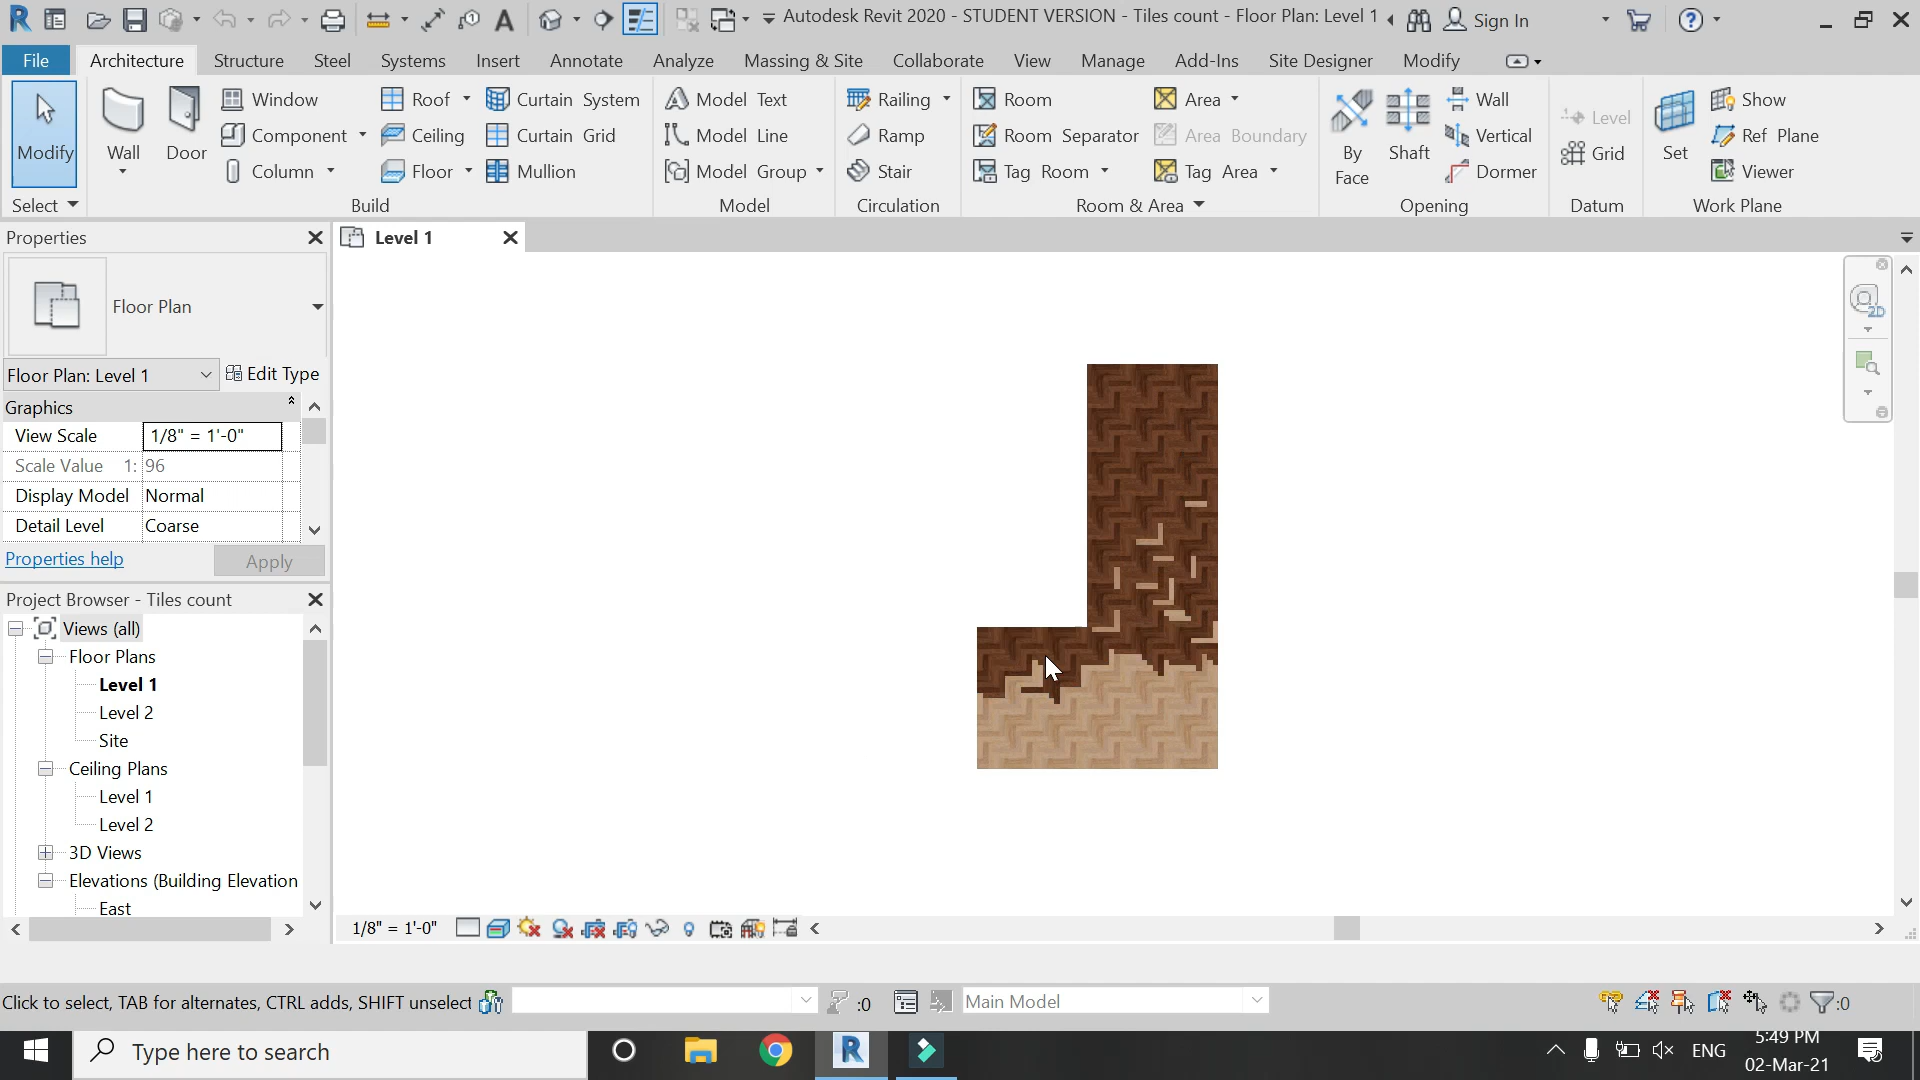 Autodesk Revit 2020 - STUDENT VERSION - Tiles count - Floor Plan: Level 1
Sign In
File Architecture Structure Steel Systems Insert Annotate Analyze Massing & Site Collaborate View Manage Add-Ins Site Designer Modify
Modify
Select
Wall
Door
Window
Component
Column
Roof
Ceiling
Floor
Curtain System
Curtain Grid
Mullion
Build
Model Text
Model Line
Model Group
Model
Railing
Ramp
Stair
Circulation
Room
Room Separator
Tag Room
Area
Area Boundary
Tag Area
Room & Area
By
Face
Shaft
Wall
Vertical
Dormer
Opening
Level
Grid
Datum
Set
Show
Ref Plane
Viewer
Work Plane
Properties
Floor Plan
Floor Plan: Level 1
Edit Type
Graphics
View Scale 1/8" = 1'-0"
Scale Value 1: 96
Display Model Normal
Detail Level Coarse
Properties help
Apply
Project Browser - Tiles count
Views (all)
Floor Plans
Level 1
Level 2
Site
Ceiling Plans
Level 1
Level 2
3D Views
Elevations (Building Elevation
East
Level 1
2D
1/8" = 1'-0"
Click to select, TAB for alternates, CTRL adds, SHIFT unselect
:0
Main Model
:0
Type here to search
ENG
5:49 PM
02-Mar-21